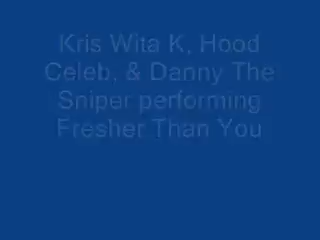 Kris Wita K, Hood
Celeb, & Danny The
Sniper performing
Fresher Than You